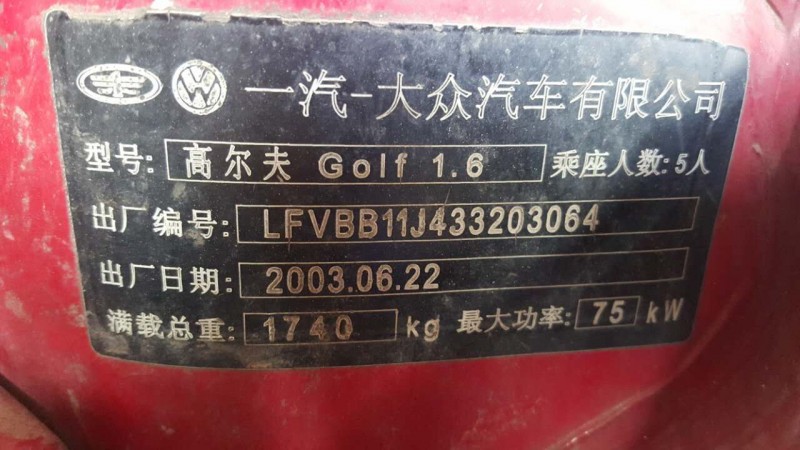 一汽-大众汽车有限公司
型号: 高尔夫 Golf 1.6 乘座人数: 5人
出厂编号: LFVBB11J433203064
出厂日期: 2003.06.22
满载总重: 1740 kg 最大功率: 75 kW